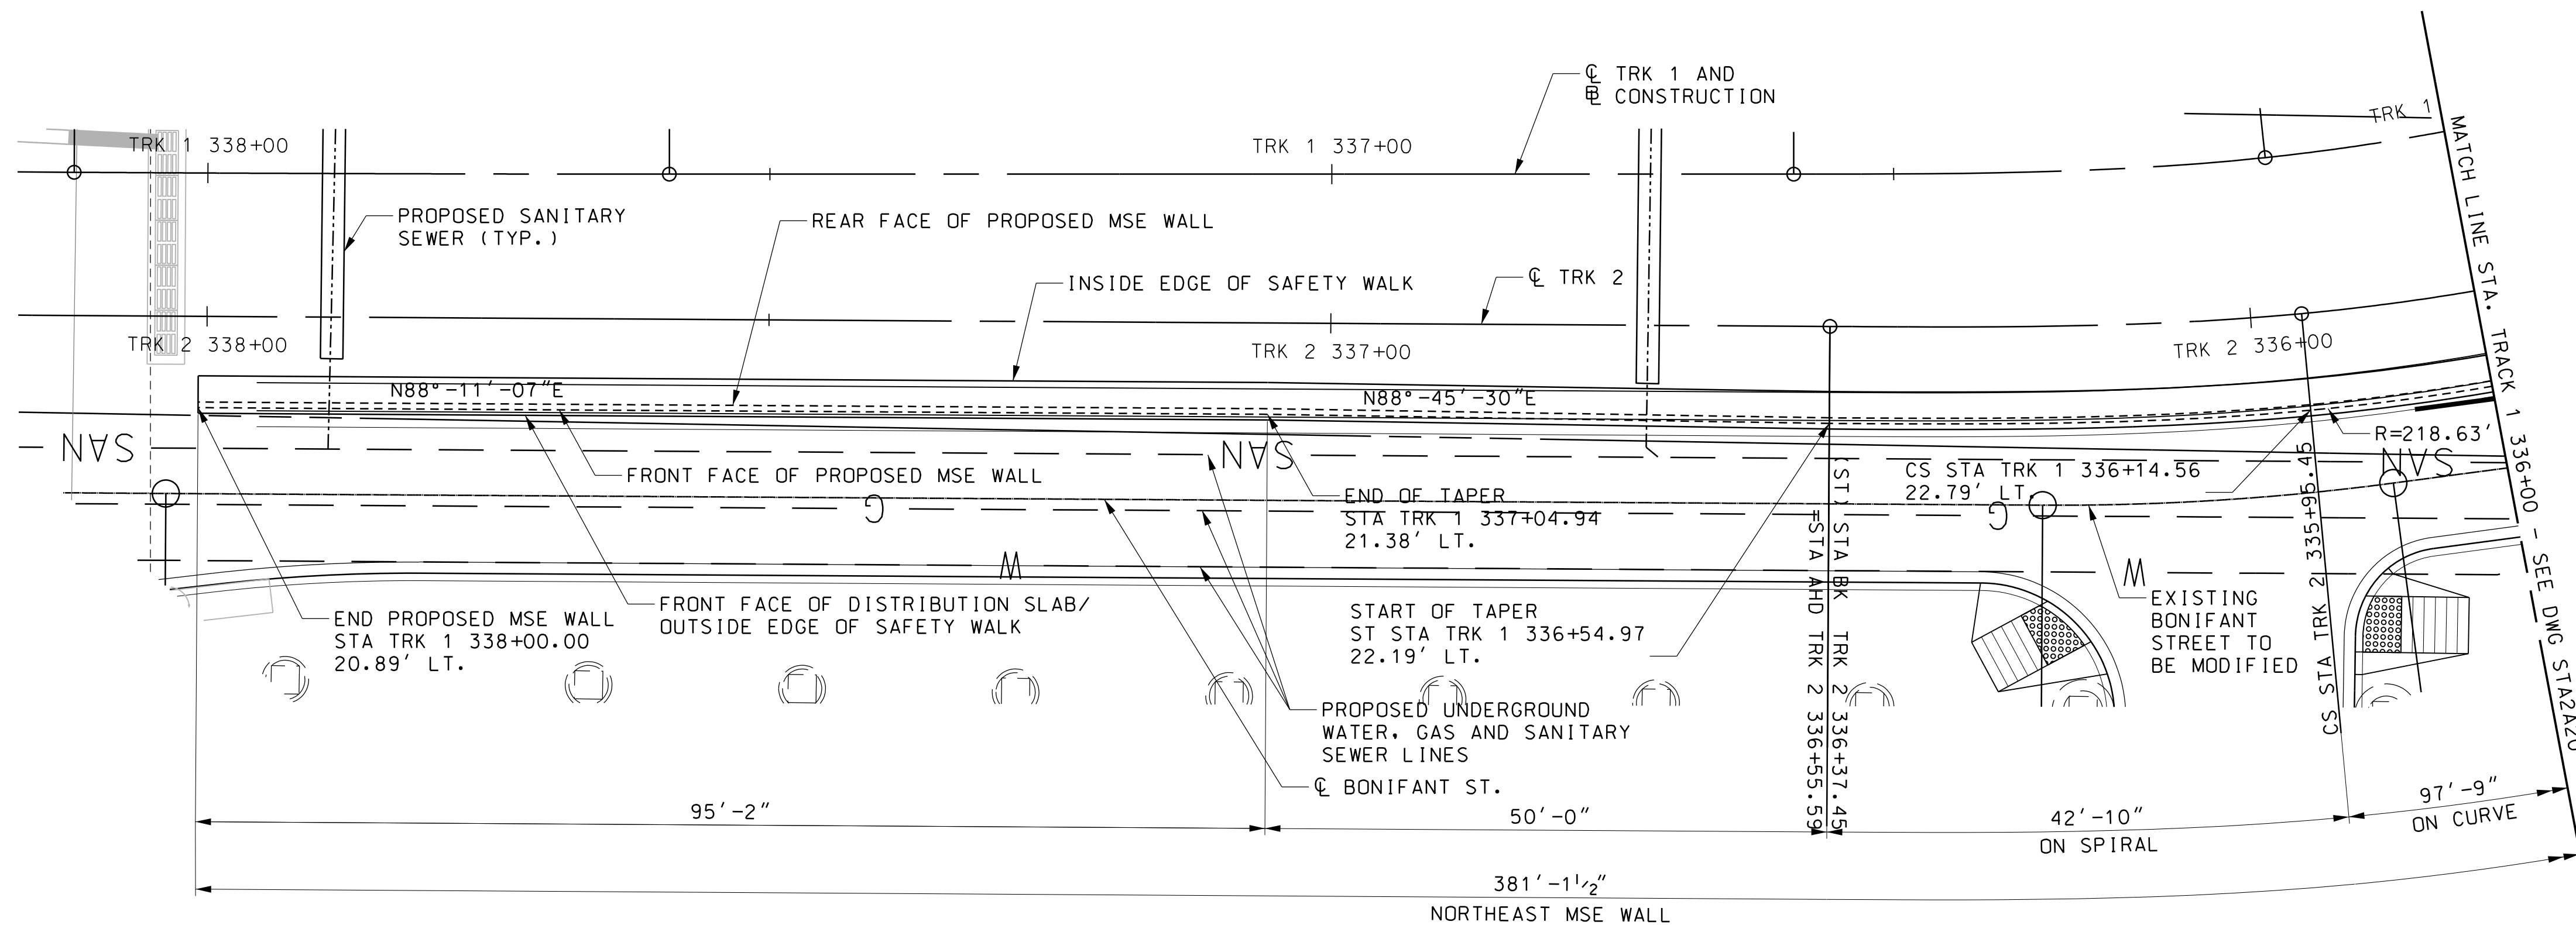 ℄ TRK 1 AND
℄ CONSTRUCTION
TRK 1
TRK 1 338+00
TRK 1 337+00
MATCH LINE STA. TRACK 1 336+00 - SEE DWG STA2A20
PROPOSED SANITARY
SEWER (TYP.)
REAR FACE OF PROPOSED MSE WALL
INSIDE EDGE OF SAFETY WALK
℄ TRK 2
TRK 2 338+00
TRK 2 337+00
TRK 2 336+00
N88°-11'-07"E
N88°-45'-30"E
R=218.63'
SAN
SAN
SAN
FRONT FACE OF PROPOSED MSE WALL
CS STA TRK 1 336+14.56
22.79' LT.
END OF TAPER
STA TRK 1 337+04.94
21.38' LT.
G
G
W
W
END PROPOSED MSE WALL
STA TRK 1 338+00.00
20.89' LT.
FRONT FACE OF DISTRIBUTION SLAB/
OUTSIDE EDGE OF SAFETY WALK
START OF TAPER
ST STA TRK 1 336+54.97
22.19' LT.
(ST) STA BK TRK 2 336+37.45
=STA AHD TRK 2 336+55.59
CS STA TRK 2 335+95.45
EXISTING
BONIFANT
STREET TO
BE MODIFIED
PROPOSED UNDERGROUND
WATER, GAS AND SANITARY
SEWER LINES
℄ BONIFANT ST.
95'-2"
50'-0"
42'-10"
ON SPIRAL
97'-9"
ON CURVE
381'-1½"
NORTHEAST MSE WALL